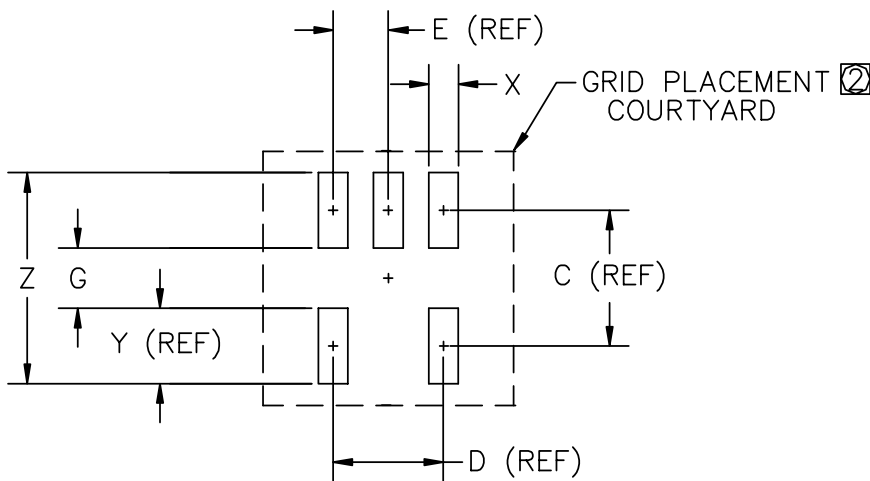 E (REF)
X
GRID PLACEMENT 2
COURTYARD
Z
G
C (REF)
Y (REF)
D (REF)